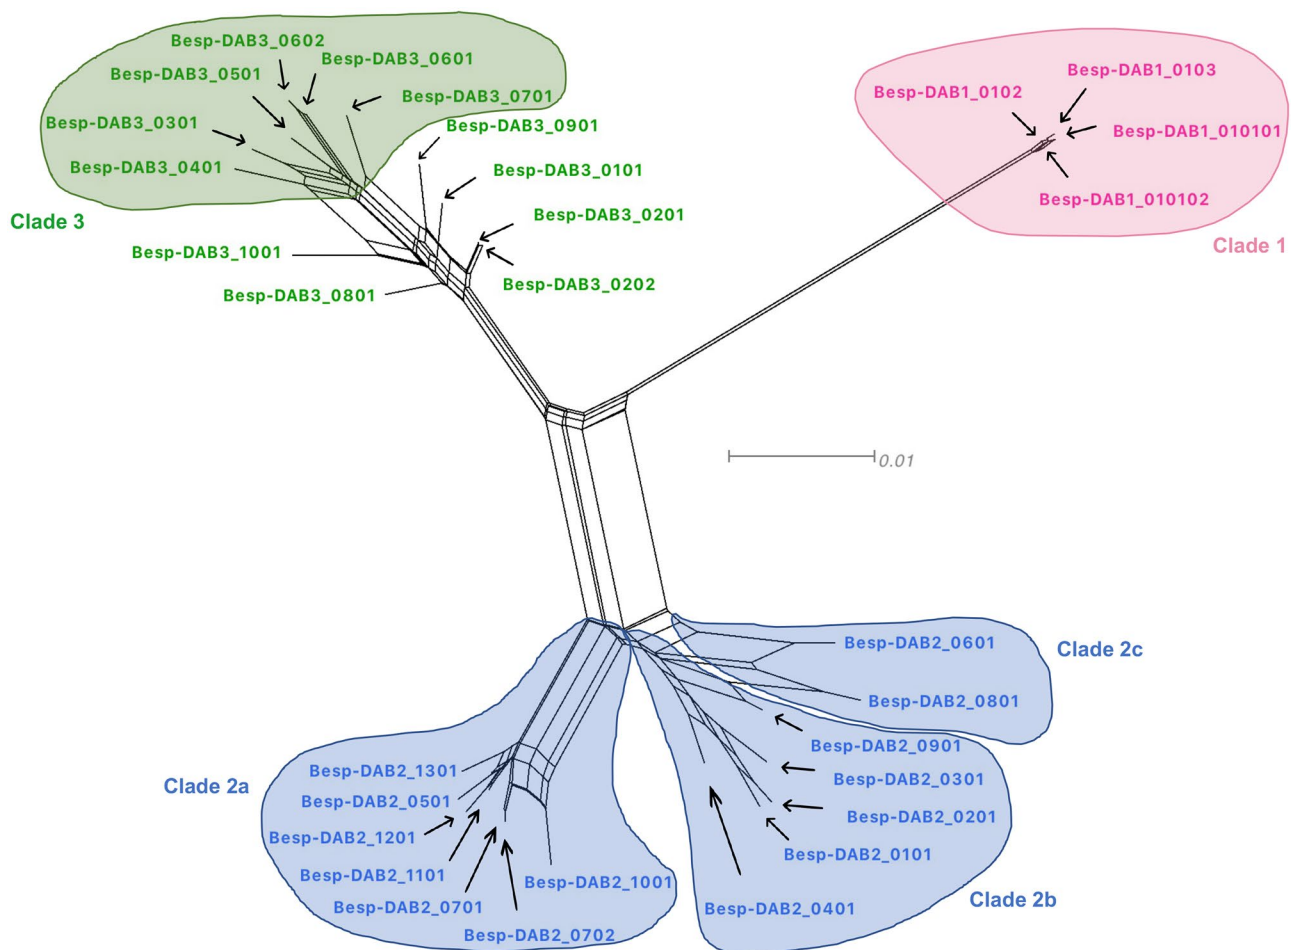 Besp-DAB3_0602
Besp-DAB3_0601
Besp-DAB3_0501
Besp-DAB3_0701
Besp-DAB3_0301
Besp-DAB3_0901
Besp-DAB3_0401
Besp-DAB3_0101
Clade 3
Besp-DAB3_0201
Besp-DAB3_1001
Besp-DAB3_0202
Besp-DAB3_0801
Besp-DAB1_0103
Besp-DAB1_0102
Besp-DAB1_010101
Besp-DAB1_010102
Clade 1
0.01
Besp-DAB2_0601
Clade 2c
Besp-DAB2_0801
Besp-DAB2_0901
Besp-DAB2_0301
Besp-DAB2_0201
Besp-DAB2_0101
Clade 2b
Besp-DAB2_0401
Clade 2a
Besp-DAB2_1301
Besp-DAB2_0501
Besp-DAB2_1201
Besp-DAB2_1101
Besp-DAB2_1001
Besp-DAB2_0701
Besp-DAB2_0702